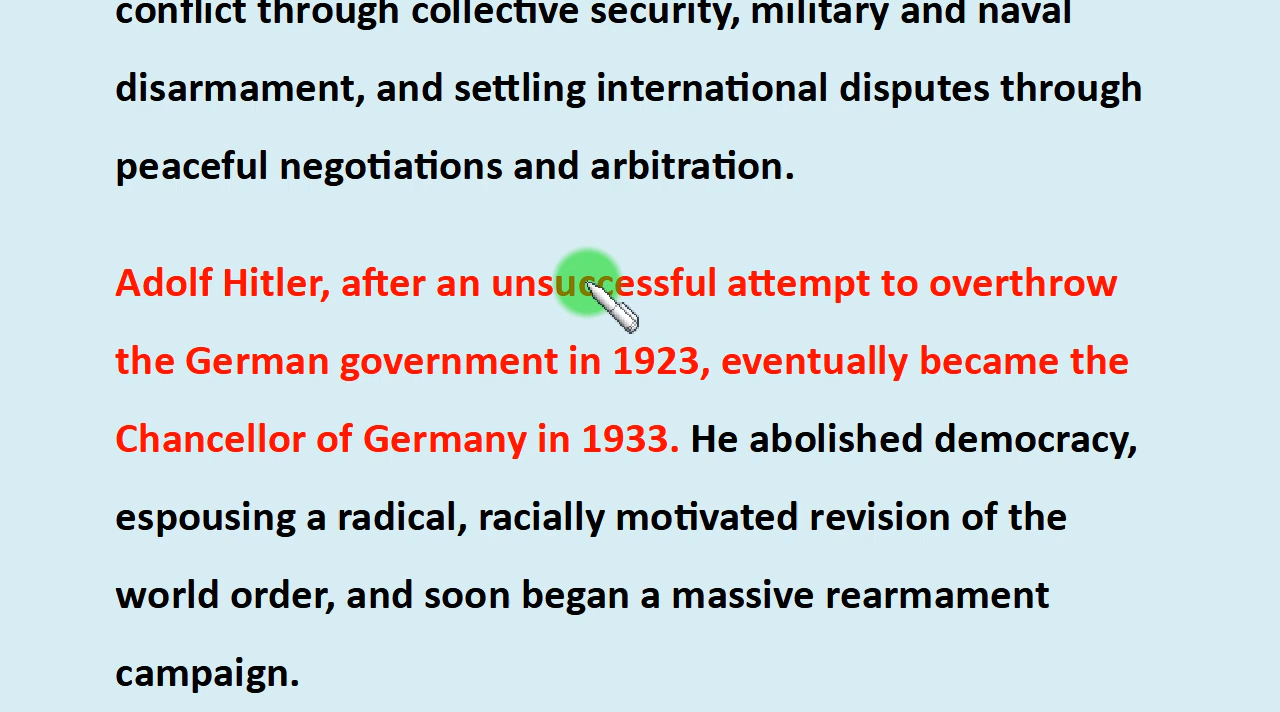 conflict through collective security, military and naval
disarmament, and settling international disputes through
peaceful negotiations and arbitration.
Adolf Hitler, after an unsuccessful attempt to overthrow
the German government in 1923, eventually became the
Chancellor of Germany in 1933. He abolished democracy,
espousing a radical, racially motivated revision of the
world order, and soon began a massive rearmament
campaign.